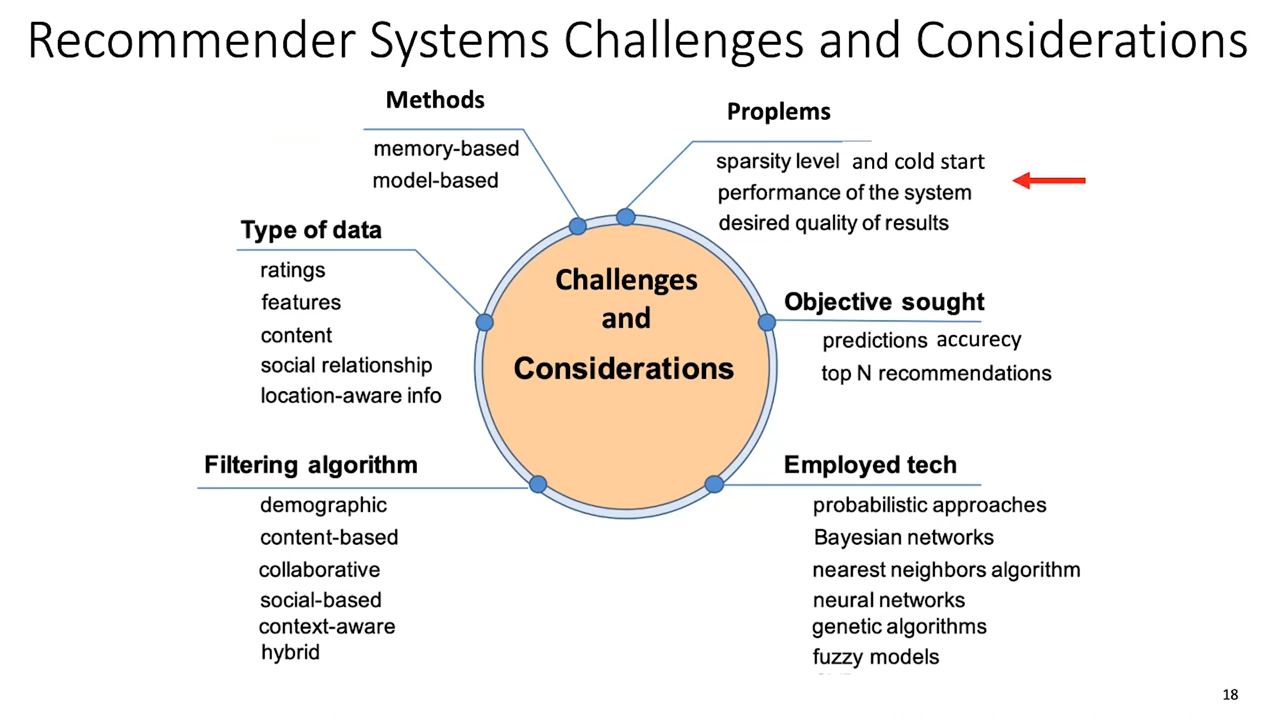 Recommender Systems Challenges and Considerations
Methods
memory-based
model-based
Proplems
sparsity level and cold start
performance of the system
desired quality of results
Type of data
ratings
features
content
social relationship
location-aware info
Challenges
and
Considerations
Objective sought
predictions accurecy
top N recommendations
Filtering algorithm
demographic
content-based
collaborative
social-based
context-aware
hybrid
Employed tech
probabilistic approaches
Bayesian networks
nearest neighbors algorithm
neural networks
genetic algorithms
fuzzy models
18